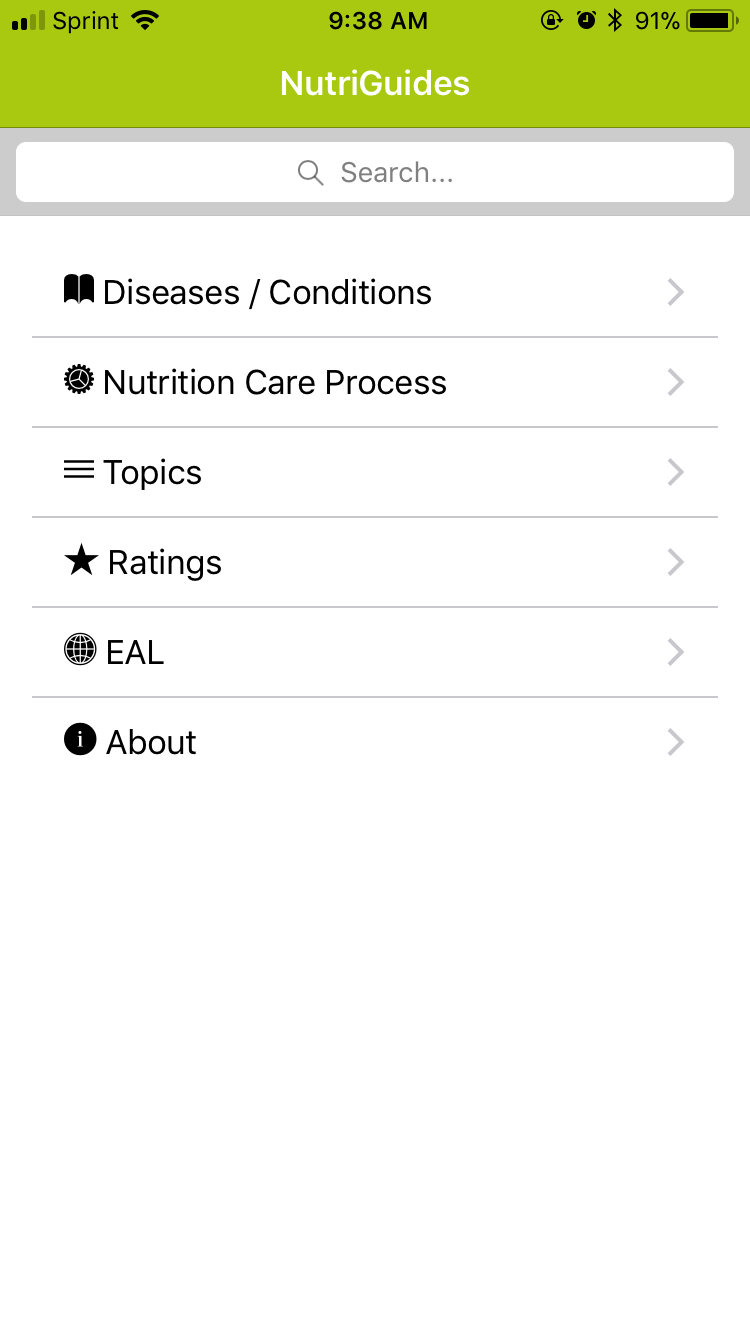 Sprint 9:38 AM 91%
NutriGuides
Search...
Diseases / Conditions
Nutrition Care Process
Topics
Ratings
EAL
About